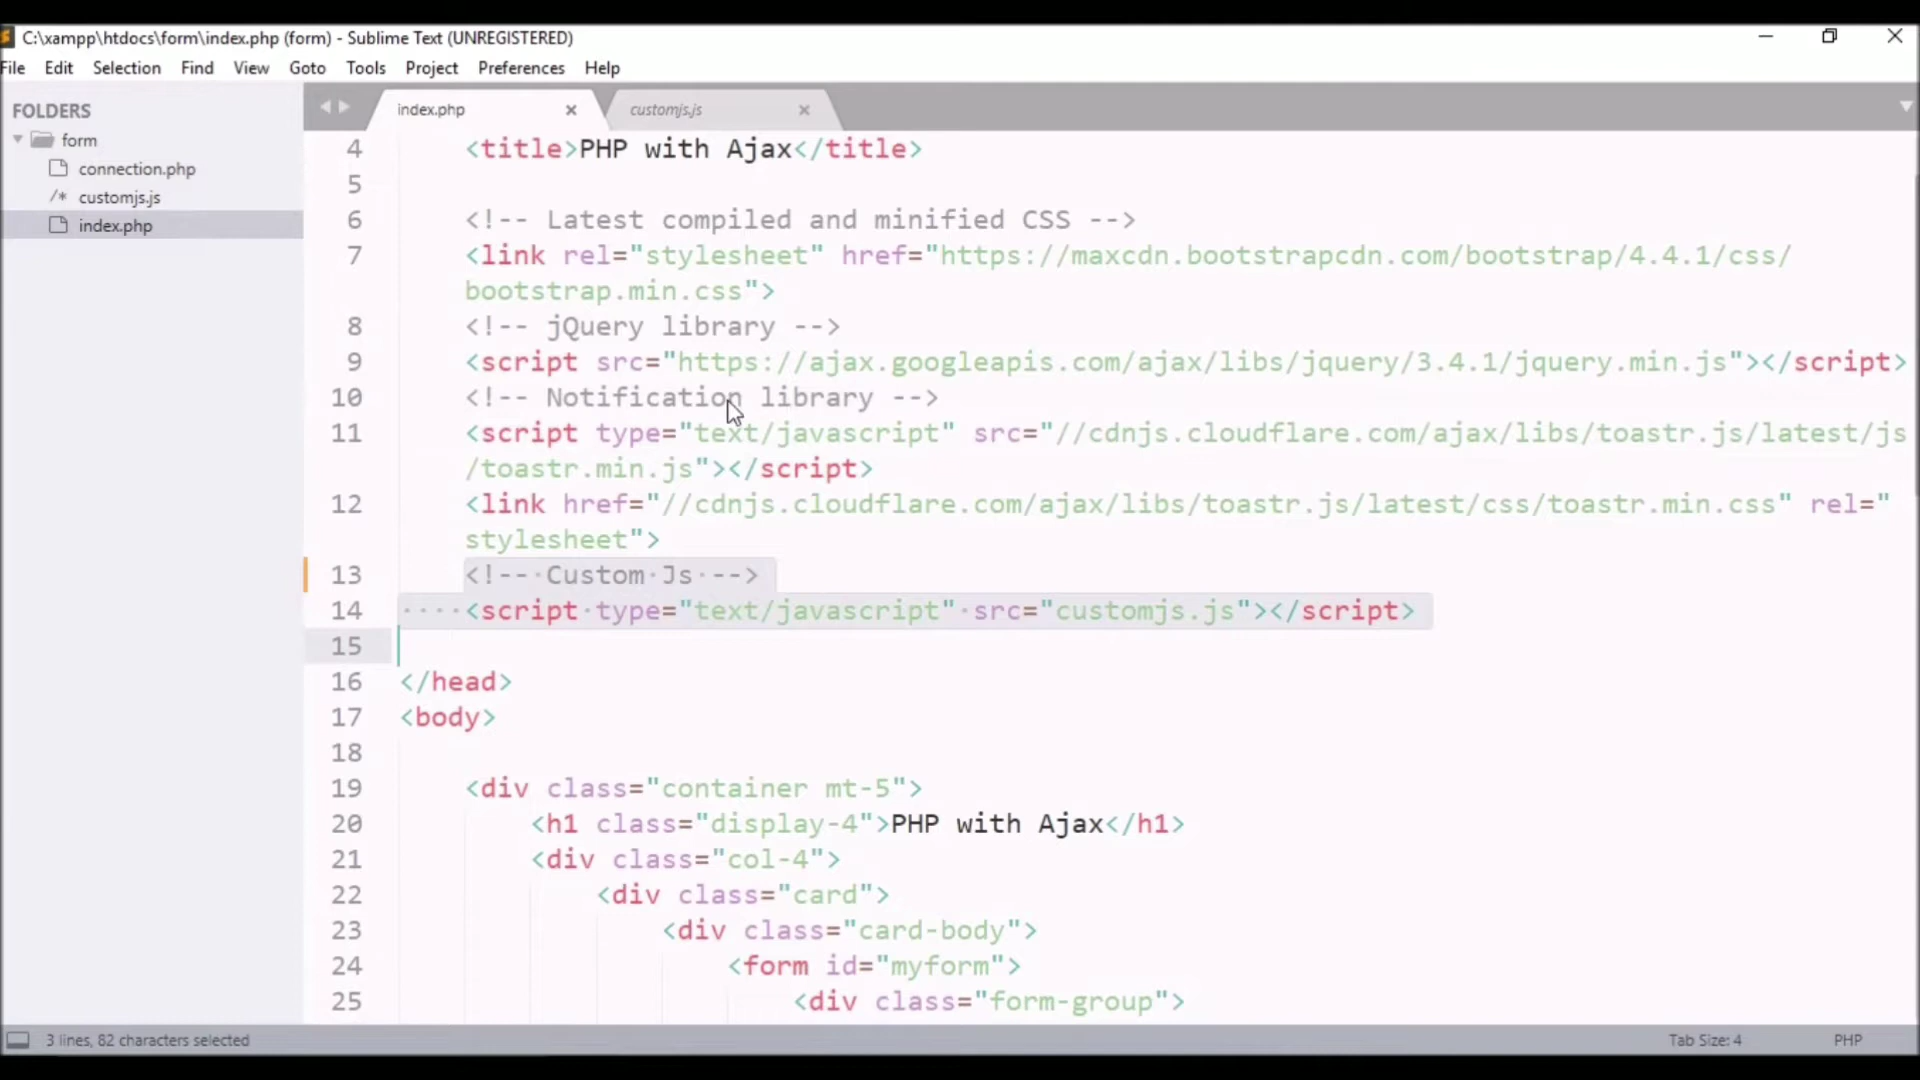 C:\xampp\htdocs\form\index.php (form) - Sublime Text (UNREGISTERED)
File Edit Selection Find View Goto Tools Project Preferences Help
FOLDERS
form
connection.php
/* customjs.js
index.php
index.php customjs.js
4 <title>PHP with Ajax</title>
5
6 <!-- Latest compiled and minified CSS -->
7 <link rel="stylesheet" href="https://maxcdn.bootstrapcdn.com/bootstrap/4.4.1/css/
bootstrap.min.css">
8 <!-- jQuery library -->
9 <script src="https://ajax.googleapis.com/ajax/libs/jquery/3.4.1/jquery.min.js"></script>
10 <!-- Notification library -->
11 <script type="text/javascript" src="//cdnjs.cloudflare.com/ajax/libs/toastr.js/latest/js
/toastr.min.js"></script>
12 <link href="//cdnjs.cloudflare.com/ajax/libs/toastr.js/latest/css/toastr.min.css" rel="
stylesheet">
13 <!-- Custom Js -->
14 <script type="text/javascript" src="customjs.js"></script>
15
16 </head>
17 <body>
18
19 <div class="container mt-5">
20 <h1 class="display-4">PHP with Ajax</h1>
21 <div class="col-4">
22 <div class="card">
23 <div class="card-body">
24 <form id="myform">
25 <div class="form-group">
3 lines, 82 characters selected
Tab Size: 4
PHP